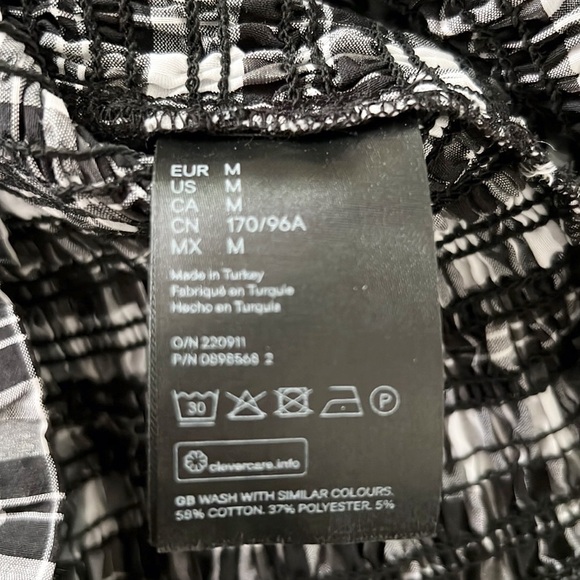 EUR M
US M
CA M
CN 170/96A
MX M
Made in Turkey
Fabriqué en Turquie
Hecho en Turquía
O/N 220911
P/N 0898568 2
30
P
clevercare.info
GB WASH WITH SIMILAR COLOURS.
58% COTTON. 37% POLYESTER. 5%